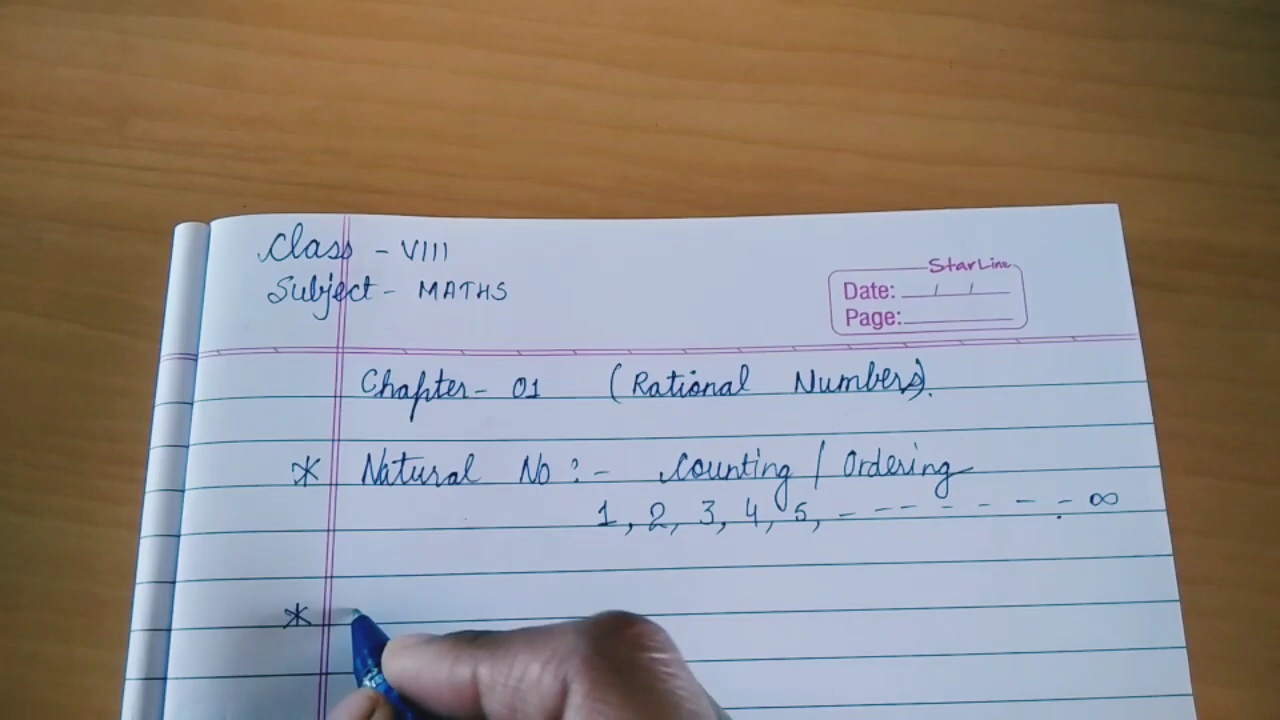 Class - VIII
Subject - MATHS
StarLine
Date: / /
Page:
Chapter - 01 (Rational Numbers).
* Natural No :- Counting / Ordering
1, 2, 3, 4, 5, - - - - - - - - ∞
*